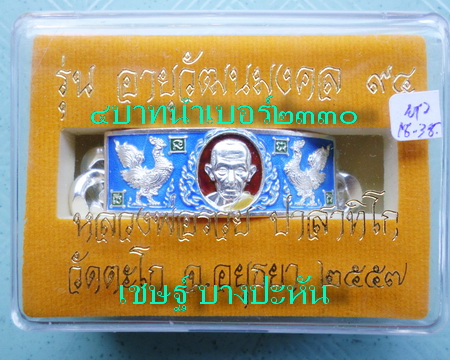 รุ่น อายุวัฒนมงคล ๙๔
๔บาทนำเบอร์๒๓๓๐
หลวงพ่อรวย ปาสาทิโก
วัดตะโก อ.อยุธยา ๒๕๕๗
เชษฐ์ บางปะหัน